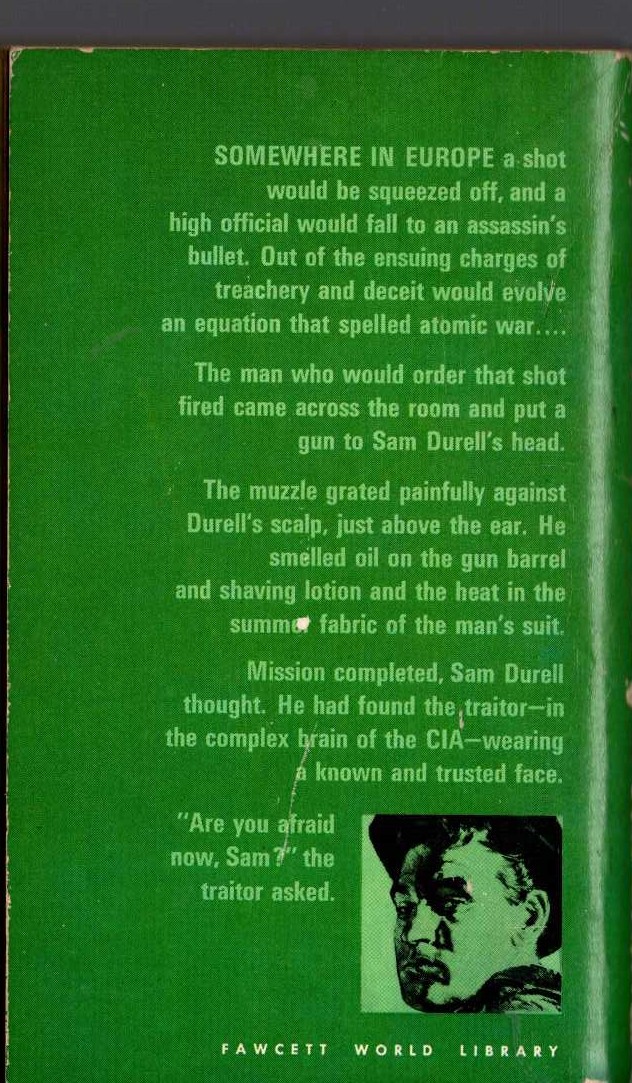 SOMEWHERE IN EUROPE a shot
would be squeezed off, and a
high official would fall to an assassin's
bullet. Out of the ensuing charges of
treachery and deceit would evolve
an equation that spelled atomic war....
The man who would order that shot
fired came across the room and put a
gun to Sam Durell's head.
The muzzle grated painfully against
Durell's scalp, just above the ear. He
smelled oil on the gun barrel
and shaving lotion and the heat in the
summer fabric of the man's suit.
Mission completed, Sam Durell
thought. He had found the traitor—in
the complex brain of the CIA—wearing
a known and trusted face.
"Are you afraid
now, Sam?" the
traitor asked.
FAWCETT WORLD LIBRARY